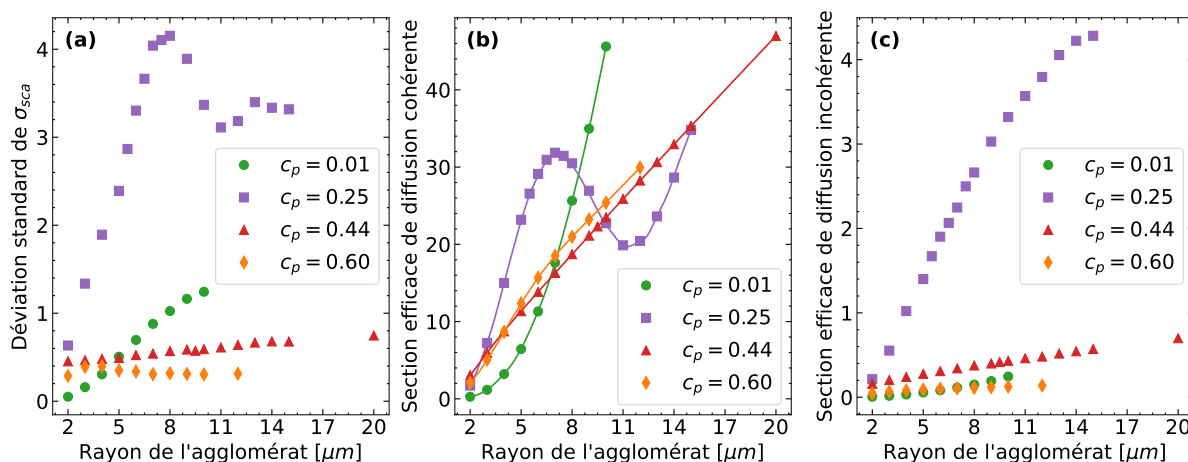 (a)
Déviation standard de σsca
4
3
2
1
0
2 5 8 11 14 17 20
Rayon de l'agglomérat [μm]
cp = 0.01
cp = 0.25
cp = 0.44
cp = 0.60
(b)
Section efficace de diffusion cohérente
40
30
20
10
0
2 5 8 11 14 17 20
Rayon de l'agglomérat [μm]
cp = 0.01
cp = 0.25
cp = 0.44
cp = 0.60
(c)
Section efficace de diffusion incohérente
4
3
2
1
0
2 5 8 11 14 17 20
Rayon de l'agglomérat [μm]
cp = 0.01
cp = 0.25
cp = 0.44
cp = 0.60